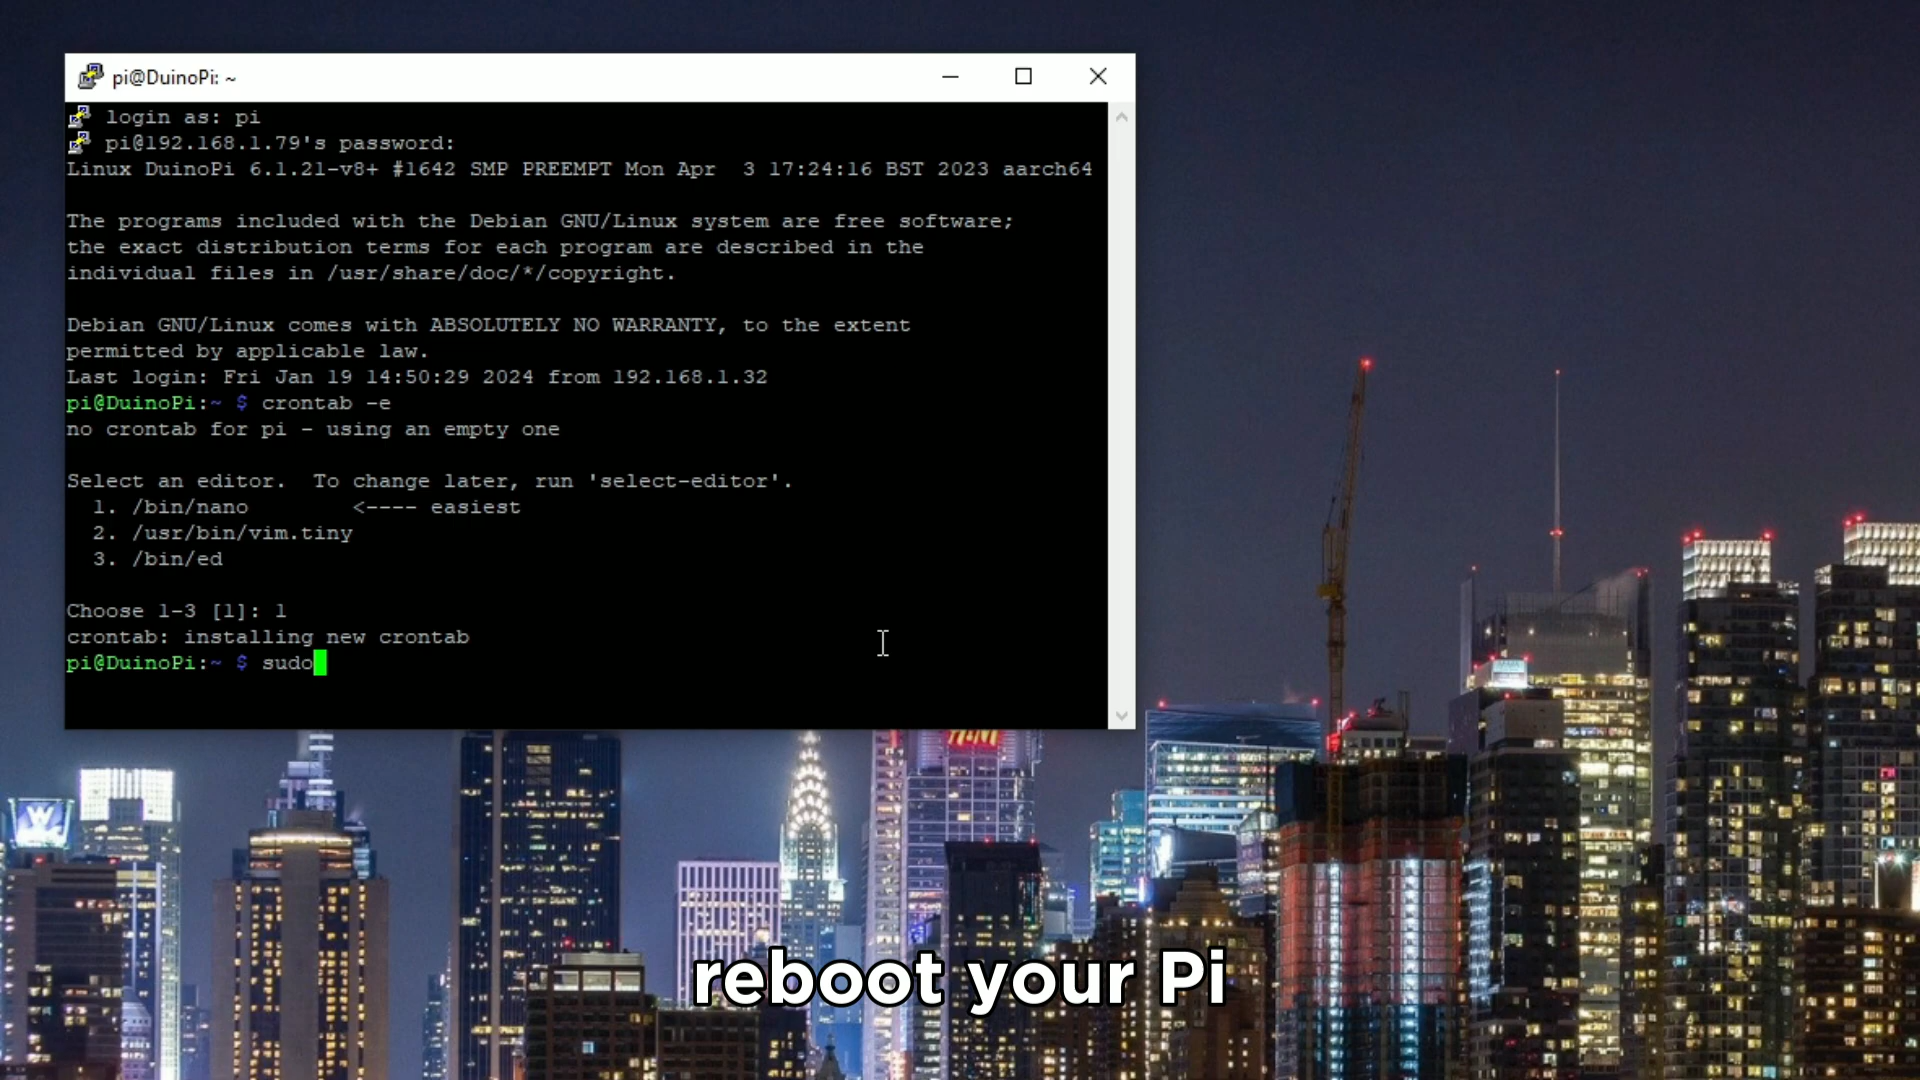 pi@DuinoPi: ~
login as: pi
pi@192.168.1.79's password:
Linux DuinoPi 6.1.21-v8+ #1642 SMP PREEMPT Mon Apr  3 17:24:16 BST 2023 aarch64
The programs included with the Debian GNU/Linux system are free software;
the exact distribution terms for each program are described in the
individual files in /usr/share/doc/*/copyright.
Debian GNU/Linux comes with ABSOLUTELY NO WARRANTY, to the extent
permitted by applicable law.
Last login: Fri Jan 19 14:50:29 2024 from 192.168.1.32
pi@DuinoPi:~ $ crontab -e
no crontab for pi - using an empty one
Select an editor.  To change later, run 'select-editor'.
1. /bin/nano        <---- easiest
2. /usr/bin/vim.tiny
3. /bin/ed
Choose 1-3 [1]: 1
crontab: installing new crontab
pi@DuinoPi:~ $ sudo
H&M
W
reboot your Pi